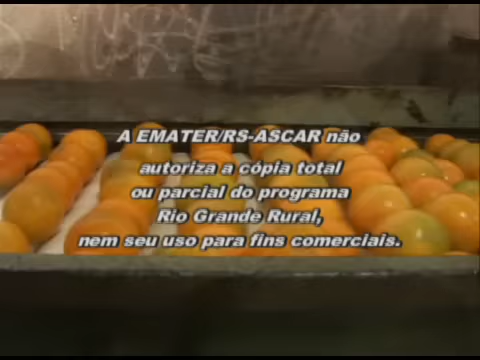 A EMATER/RS-ASCAR não
autoriza a cópia total
ou parcial do programa
Rio Grande Rural,
nem seu uso para fins comerciais.